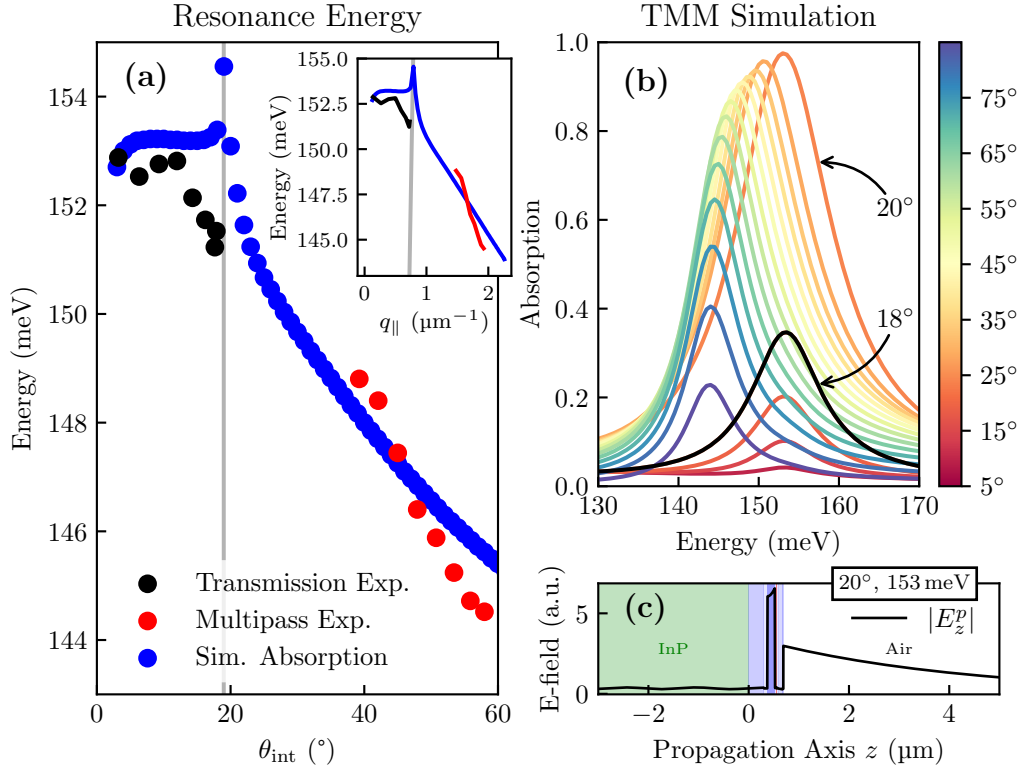 Resonance Energy
TMM Simulation
(a)
Energy (meV)
154
152
150
148
146
144
0
20
40
60
θint (°)
Transmission Exp.
Multipass Exp.
Sim. Absorption
155.0
152.5
150.0
147.5
145.0
Energy (meV)
0
1
2
q∥ (µm⁻¹)
(b)
Absorption
1.0
0.8
0.6
0.4
0.2
0.0
130
140
150
160
170
Energy (meV)
20°
18°
75°
65°
55°
45°
35°
25°
15°
5°
(c)
E-field (a.u.)
5
0
InP
20°, 153 meV
|E_z^p|
Air
−2
0
2
4
Propagation Axis z (µm)